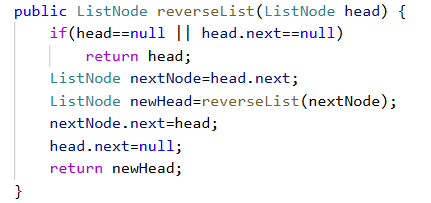 public ListNode reverseList(ListNode head) {
    if(head==null || head.next==null)
        return head;
    ListNode nextNode=head.next;
    ListNode newHead=reverseList(nextNode);
    nextNode.next=head;
    head.next=null;
    return newHead;
}